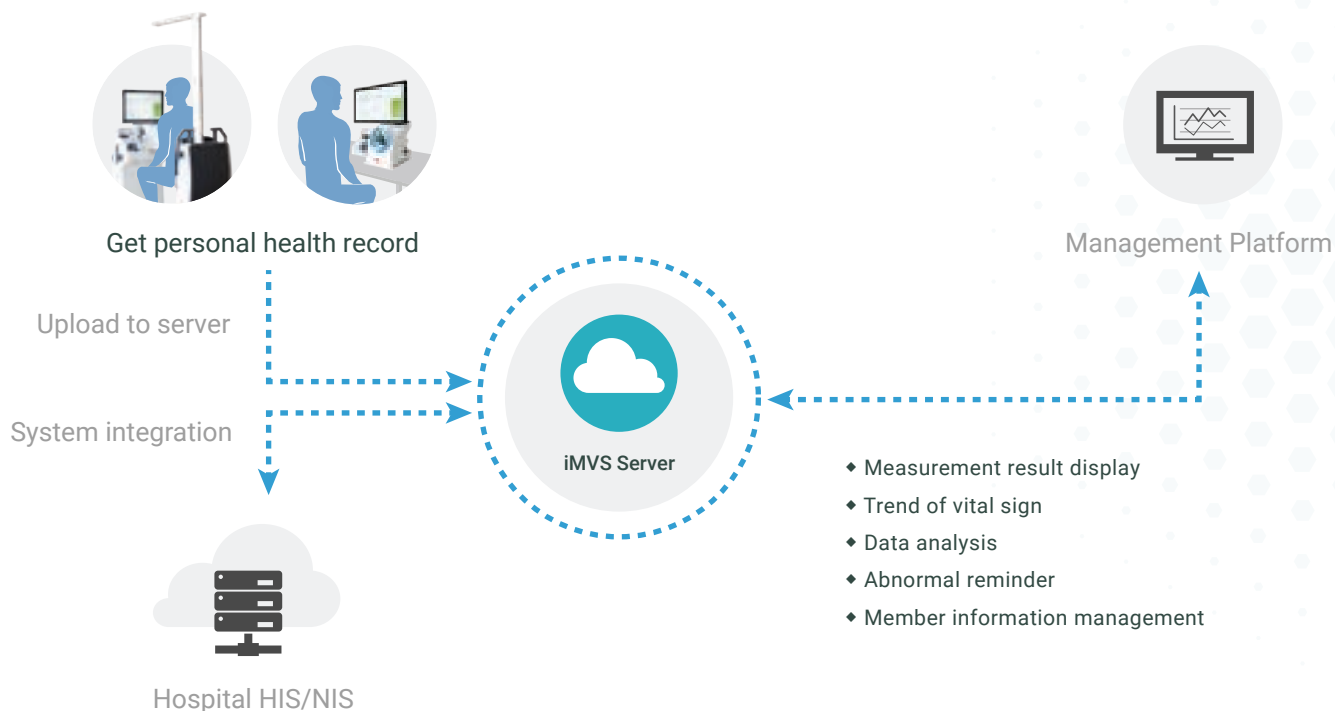 Get personal health record
Management Platform
Upload to server
System integration
iMVS Server
Measurement result display
Trend of vital sign
Data analysis
Abnormal reminder
Member information management
Hospital HIS/NIS